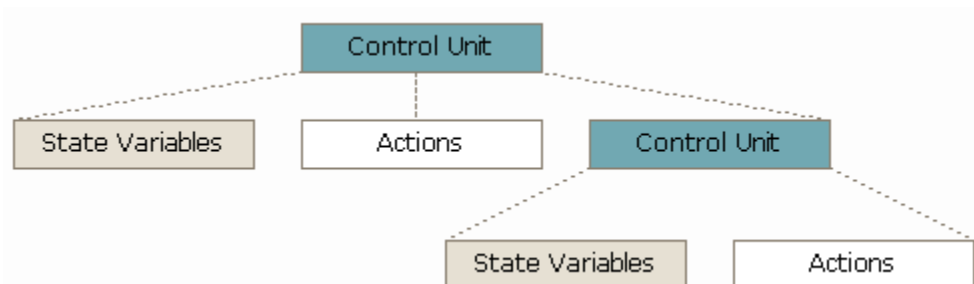 Control Unit
State Variables
Actions
Control Unit
State Variables
Actions